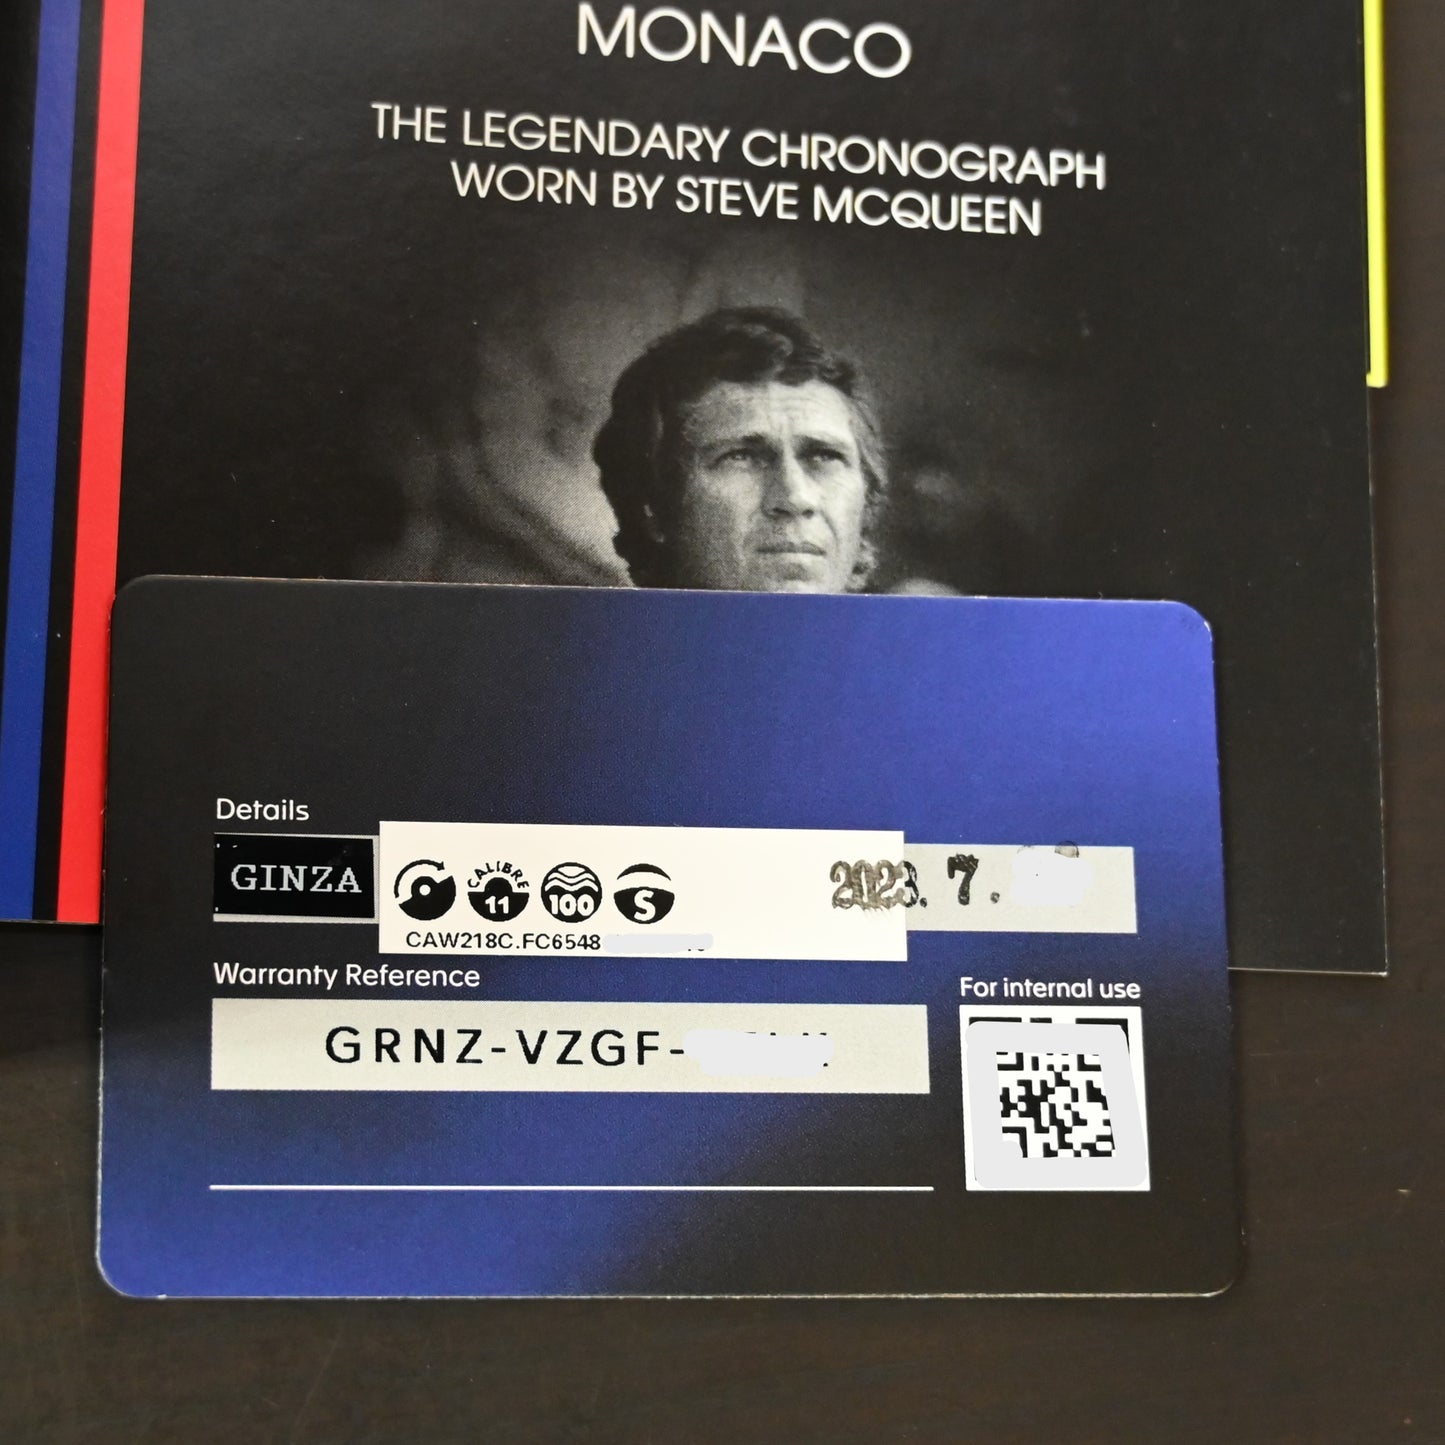 MONACO
THE LEGENDARY CHRONOGRAPH
WORN BY STEVE MCQUEEN
Details
GINZA
CALIBRE
11
100
S
2023. 7.
CAW218C.FC6548
Warranty Reference
For internal use
GRNZ-VZGF-